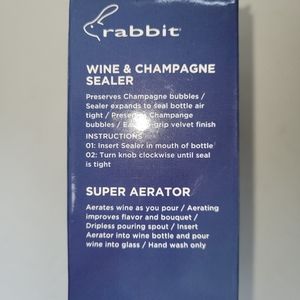 rabbit
WINE & CHAMPAGNE
SEALER
Preserves Champagne bubbles /
Sealer expands to seal bottle air
tight / Preserves Champange
bubbles / grip velvet finish
INSTRUCTIONS
01: Insert Sealer in mouth of bottle
02: Turn knob clockwise until seal
is tight
SUPER AERATOR
Aerates wine as you pour / Aerating
improves flavor and bouquet /
Dripless pouring spout / Insert
Aerator into wine bottle and pour
wine into glass / Hand wash only